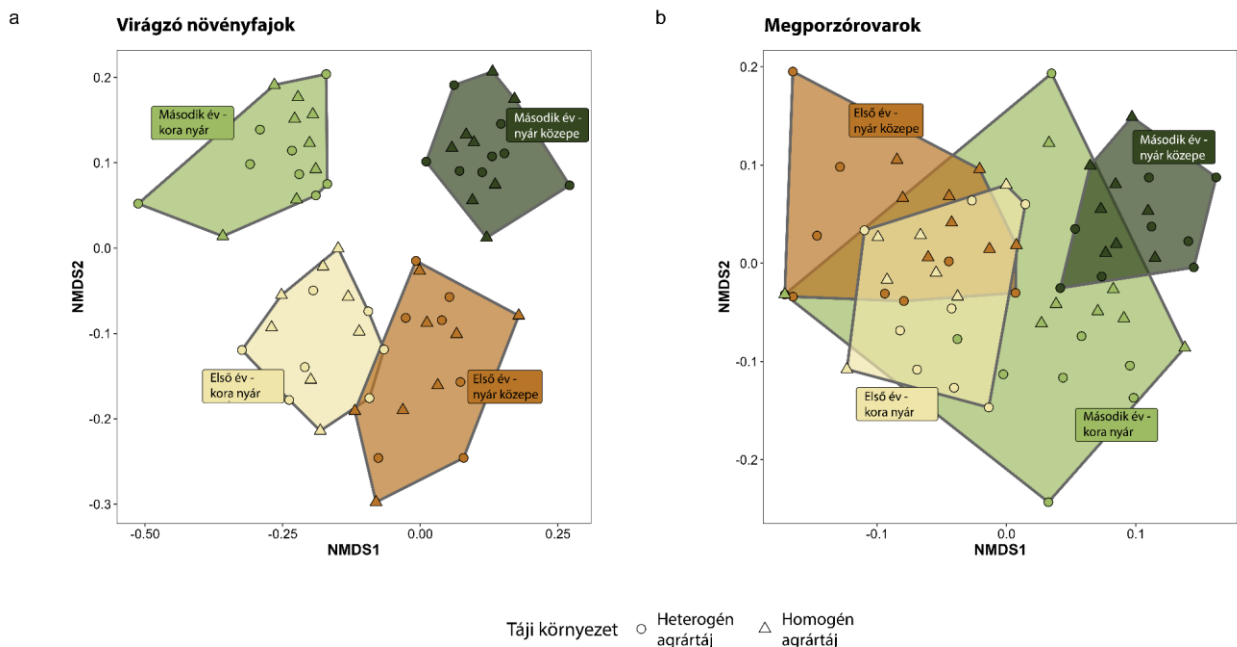 a
Virágzó növényfajok
0.2
0.1
0.0
-0.1
-0.2
-0.3
NMDS2
Második év -
kora nyár
Második év -
nyár közepe
Első év -
kora nyár
Első év -
nyár közepe
-0.50
-0.25
0.00
0.25
NMDS1
b
Megporzórovarok
0.2
0.1
0.0
-0.1
-0.2
NMDS2
Első év -
nyár közepe
Második év -
nyár közepe
Első év -
kora nyár
Második év -
kora nyár
-0.1
0.0
0.1
NMDS1
Táji környezet
Heterogén
agrártáj
Homogén
agrártáj